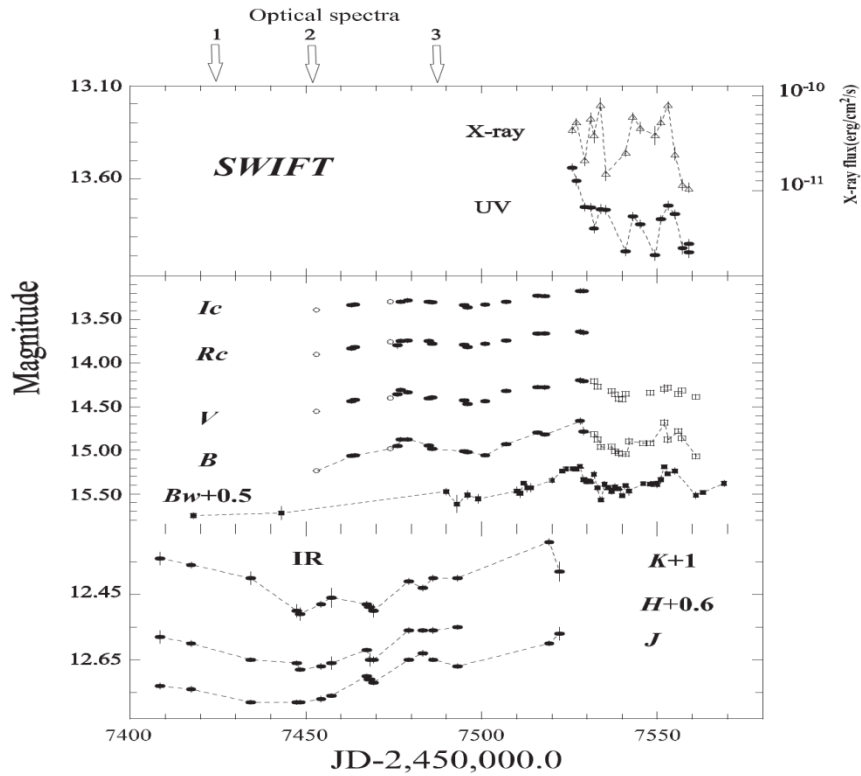 Optical spectra
1 2 3
13.10
10⁻¹⁰
X-ray
SWIFT
13.60
10⁻¹¹
UV
X-ray flux(erg/cm²/s)
Magnitude
Ic
13.50
Rc
14.00
V
14.50
B
15.00
Bw+0.5
15.50
IR
K+1
12.45
H+0.6
J
12.65
7400 7450 7500 7550
JD-2,450,000.0